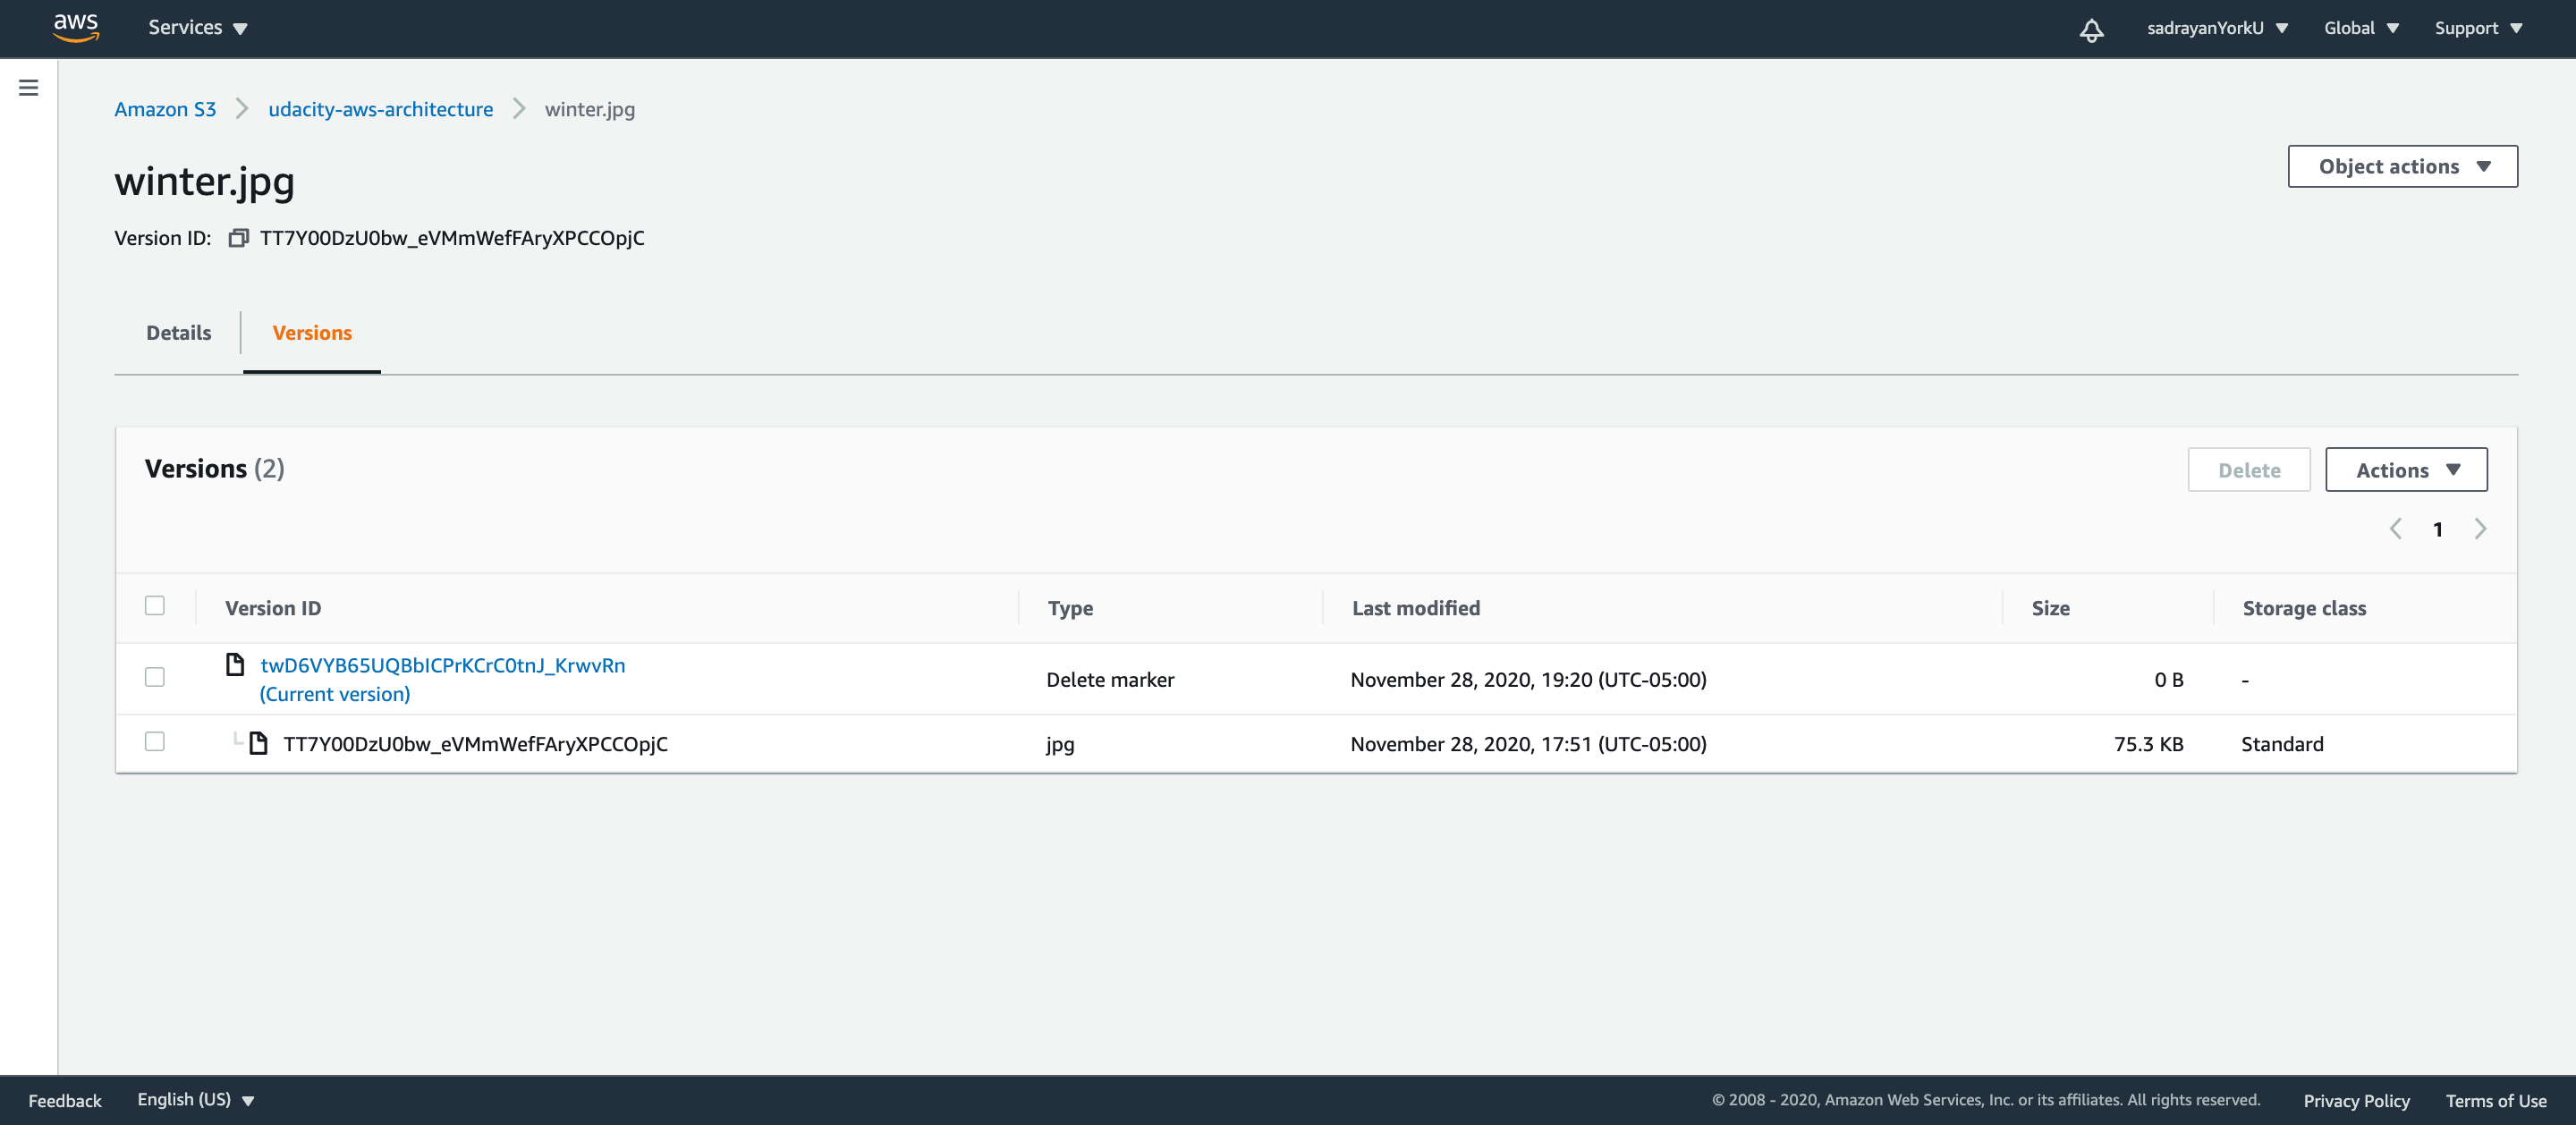 aws Services sadrayanYorkU Global Support
Amazon S3 udacity-aws-architecture winter.jpg
winter.jpg
Object actions
Version ID: TT7Y00DzU0bw_eVMmWefFAryXPCCOpjC
Details Versions
Versions (2) Delete Actions
1
Version ID Type Last modified Size Storage class
twD6VYB65UQBbICPrKCrC0tnJ_KrwvRn
(Current version) Delete marker November 28, 2020, 19:20 (UTC-05:00) 0 B -
TT7Y00DzU0bw_eVMmWefFAryXPCCOpjC jpg November 28, 2020, 17:51 (UTC-05:00) 75.3 KB Standard
Feedback English (US) © 2008 - 2020, Amazon Web Services, Inc. or its affiliates. All rights reserved. Privacy Policy Terms of Use